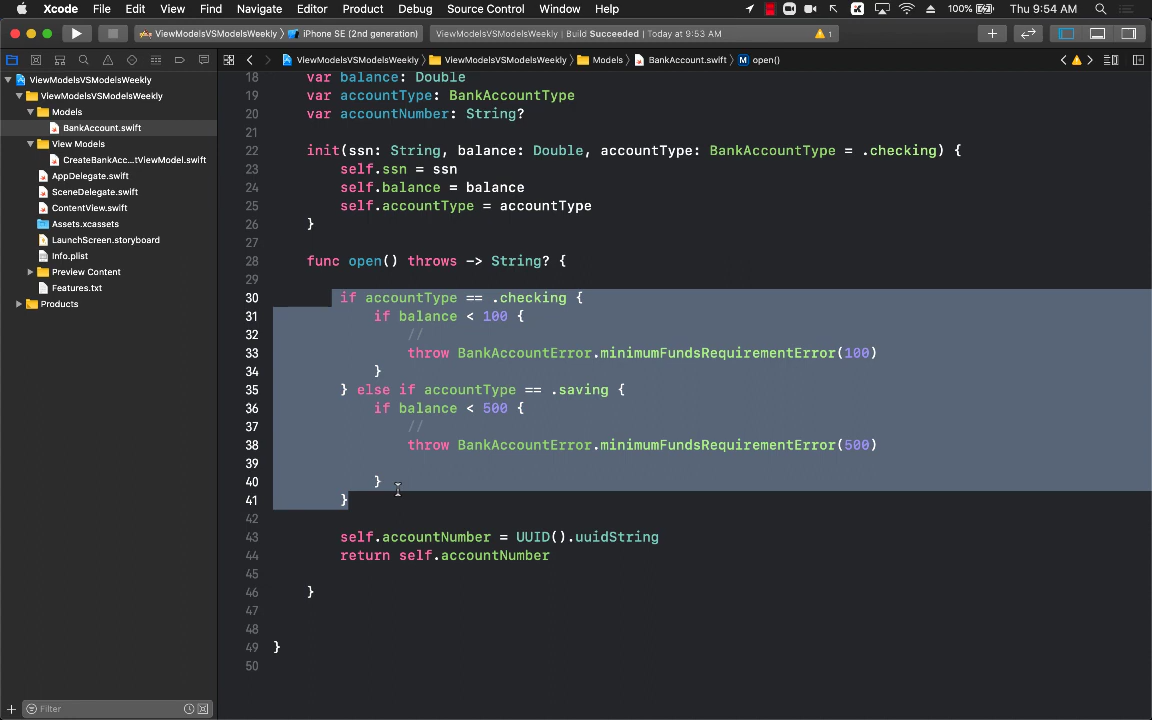 Xcode File Edit View Find Navigate Editor Product Debug Source Control Window Help 100% Thu 9:54 AM
ViewModelsVSModelsWeekly iPhone SE (2nd generation) ViewModelsVSModelsWeekly | Build Succeeded | Today at 9:53 AM 1
ViewModelsVSModelsWeekly ViewModelsVSModelsWeekly Models BankAccount.swift M open()
ViewModelsVSModelsWeekly
ViewModelsVSModelsWeekly
Models
BankAccount.swift
View Models
CreateBankAcc...tViewModel.swift
AppDelegate.swift
SceneDelegate.swift
ContentView.swift
Assets.xcassets
LaunchScreen.storyboard
Info.plist
Preview Content
Features.txt
Products
Filter
18 var balance: Double
19 var accountType: BankAccountType
20 var accountNumber: String?
21
22 init(ssn: String, balance: Double, accountType: BankAccountType = .checking) {
23 self.ssn = ssn
24 self.balance = balance
25 self.accountType = accountType
26 }
27
28 func open() throws -> String? {
29
30 if accountType == .checking {
31 if balance < 100 {
32 //
33 throw BankAccountError.minimumFundsRequirementError(100)
34 }
35 } else if accountType == .saving {
36 if balance < 500 {
37 //
38 throw BankAccountError.minimumFundsRequirementError(500)
39
40 }
41 }
42
43 self.accountNumber = UUID().uuidString
44 return self.accountNumber
45
46 }
47
48
49 }
50